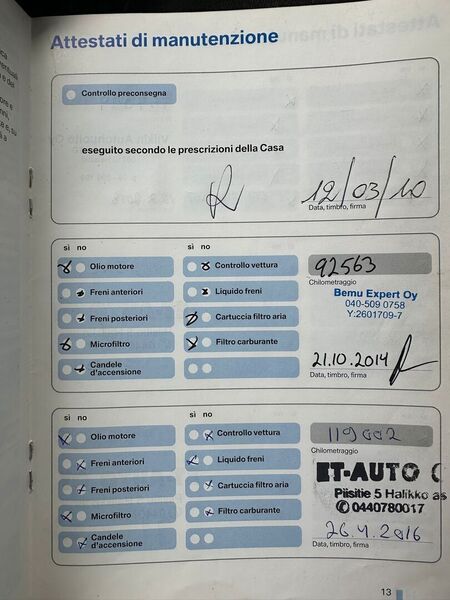 Attestati di manutenzione
Controllo preconsegna
eseguito secondo le prescrizioni della Casa
12/03/10
Data, timbro, firma
sì no
sì no
Olio motore
Controllo vettura
92563
Chilometraggio
Freni anteriori
Liquido freni
Bemu Expert Oy
040-509 0758
Y:2601709-7
Freni posteriori
Cartuccia filtro aria
Microfiltro
Filtro carburante
21.10.2014
Data, timbro, firma
Candele
d'accensione
sì no
sì no
Olio motore
Controllo vettura
119002
Chilometraggio
Freni anteriori
Liquido freni
ET-AUTO
Piisitie 5 Halikko as
✆ 0440780017
Freni posteriori
Cartuccia filtro aria
Microfiltro
Filtro carburante
26.4.2016
Data, timbro, firma
Candele
d'accensione
13